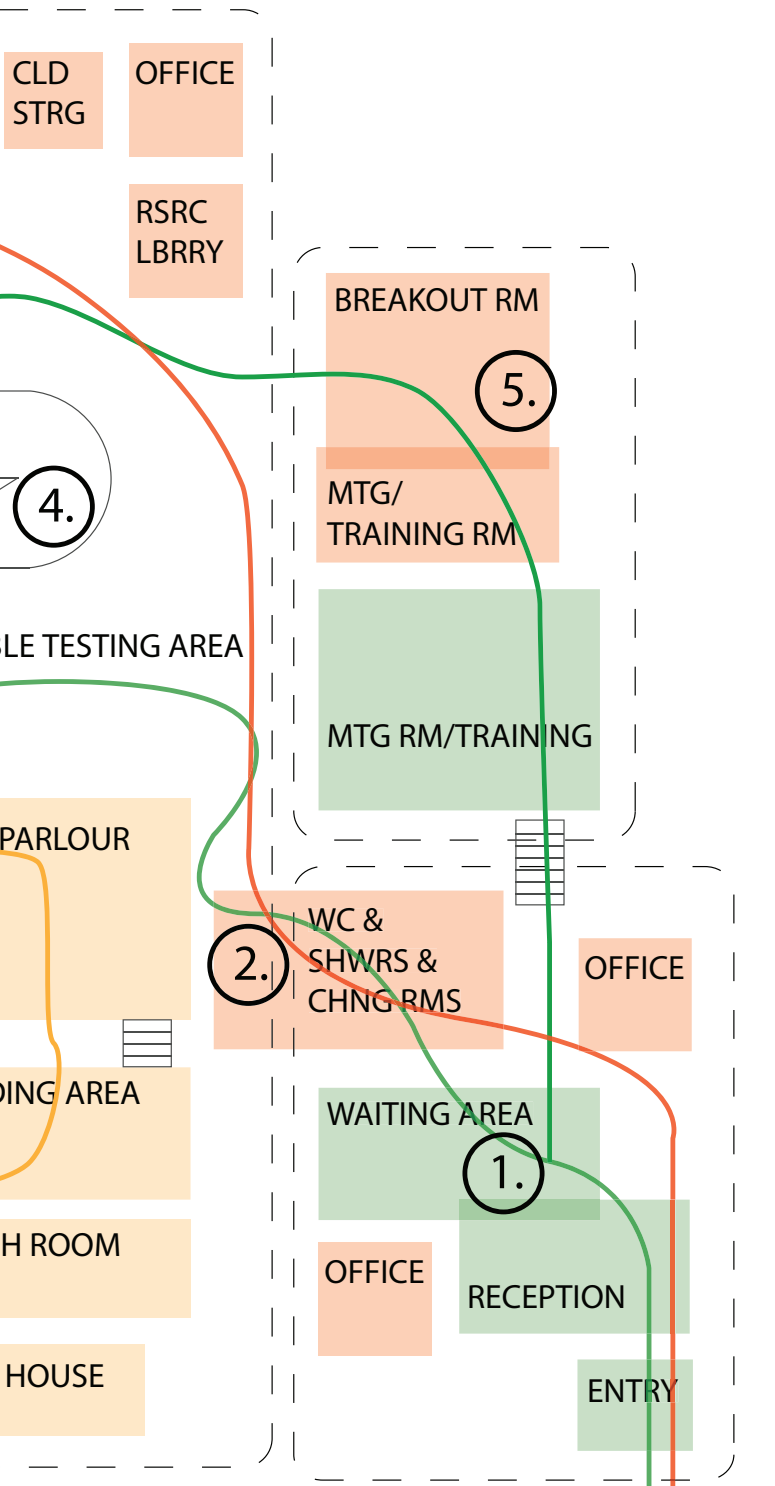 CLD
STRG
OFFICE
RSRC
LBRRY
BREAKOUT RM
5.
MTG/
TRAINING RM
4.
LE TESTING AREA
MTG RM/TRAINING
PARLOUR
WC &
SHWRS &
CHNG RMS
2.
OFFICE
DING AREA
WAITING AREA
1.
H ROOM
OFFICE
RECEPTION
HOUSE
ENTRY